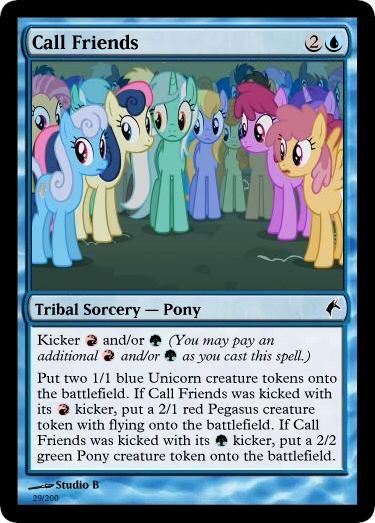 Call Friends 2
Tribal Sorcery — Pony
Kicker and/or (You may pay an
additional and/or as you cast this spell.)
Put two 1/1 blue Unicorn creature tokens onto
the battlefield. If Call Friends was kicked with
its kicker, put a 2/1 red Pegasus creature
token with flying onto the battlefield. If Call
Friends was kicked with its kicker, put a 2/2
green Pony creature token onto the battlefield.
Studio B
29/200